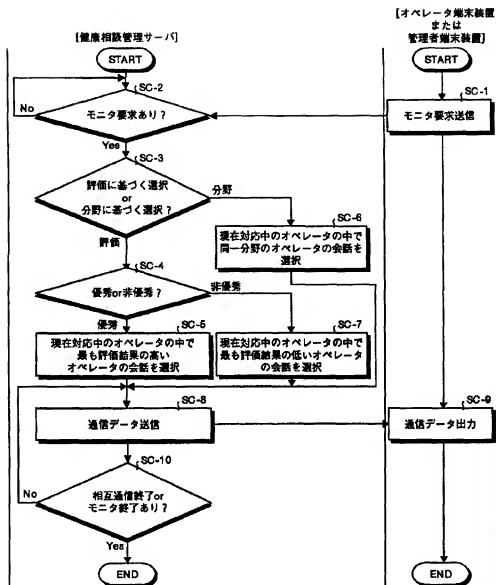 [オペレータ端末装置
または
管理者端末装置]
[健康相談管理サーバ]
START
START
SC-2
SC-1
No
モニタ要求あり?
モニタ要求送信
Yes
SC-3
評価に基づく選択
or
分野に基づく選択?
分野
SC-6
評価
現在対応中のオペレータの中で
同一分野のオペレータの会話を
選択
SC-4
優秀or非優秀?
非優秀
優秀
SC-5
SC-7
現在対応中のオペレータの中で
最も評価結果の高い
オペレータの会話を選択
現在対応中のオペレータの中で
最も評価結果の低いオペレータ
の会話を選択
SC-8
SC-9
通信データ送信
通信データ出力
SC-10
No
相互通信終了or
モニタ終了あり?
Yes
END
END